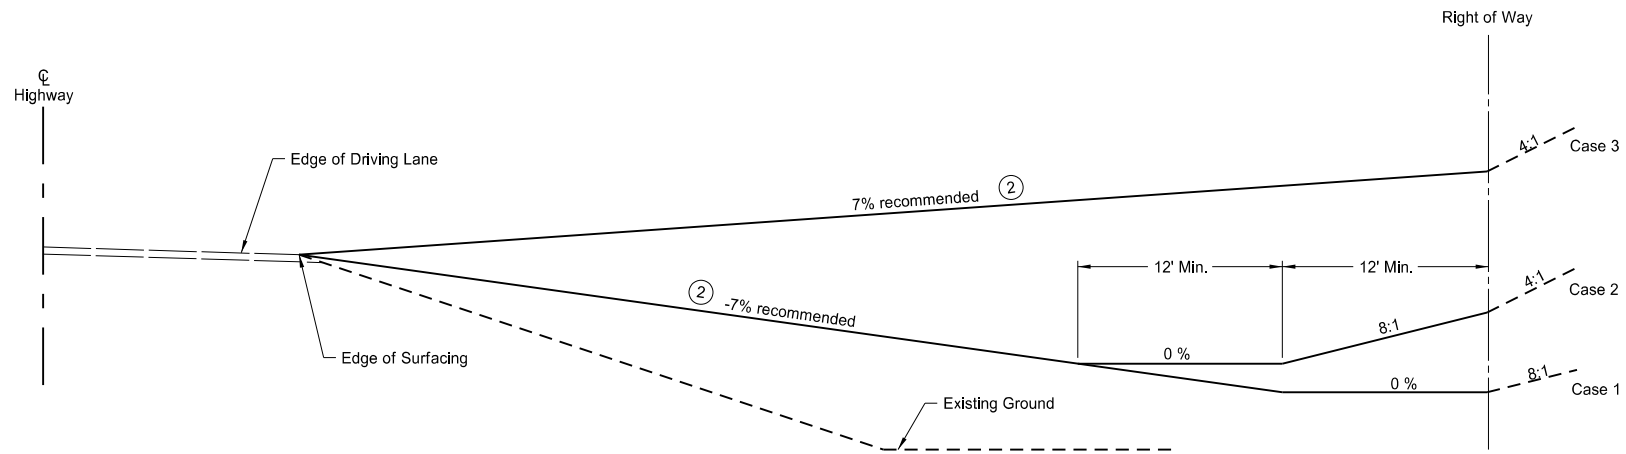 Right of Way
℄
Highway
Edge of Driving Lane
4:1
Case 3
7% recommended
2
12' Min.
12' Min.
4:1
Case 2
2
-7% recommended
8:1
Edge of Surfacing
0 %
8:1
0 %
Case 1
Existing Ground